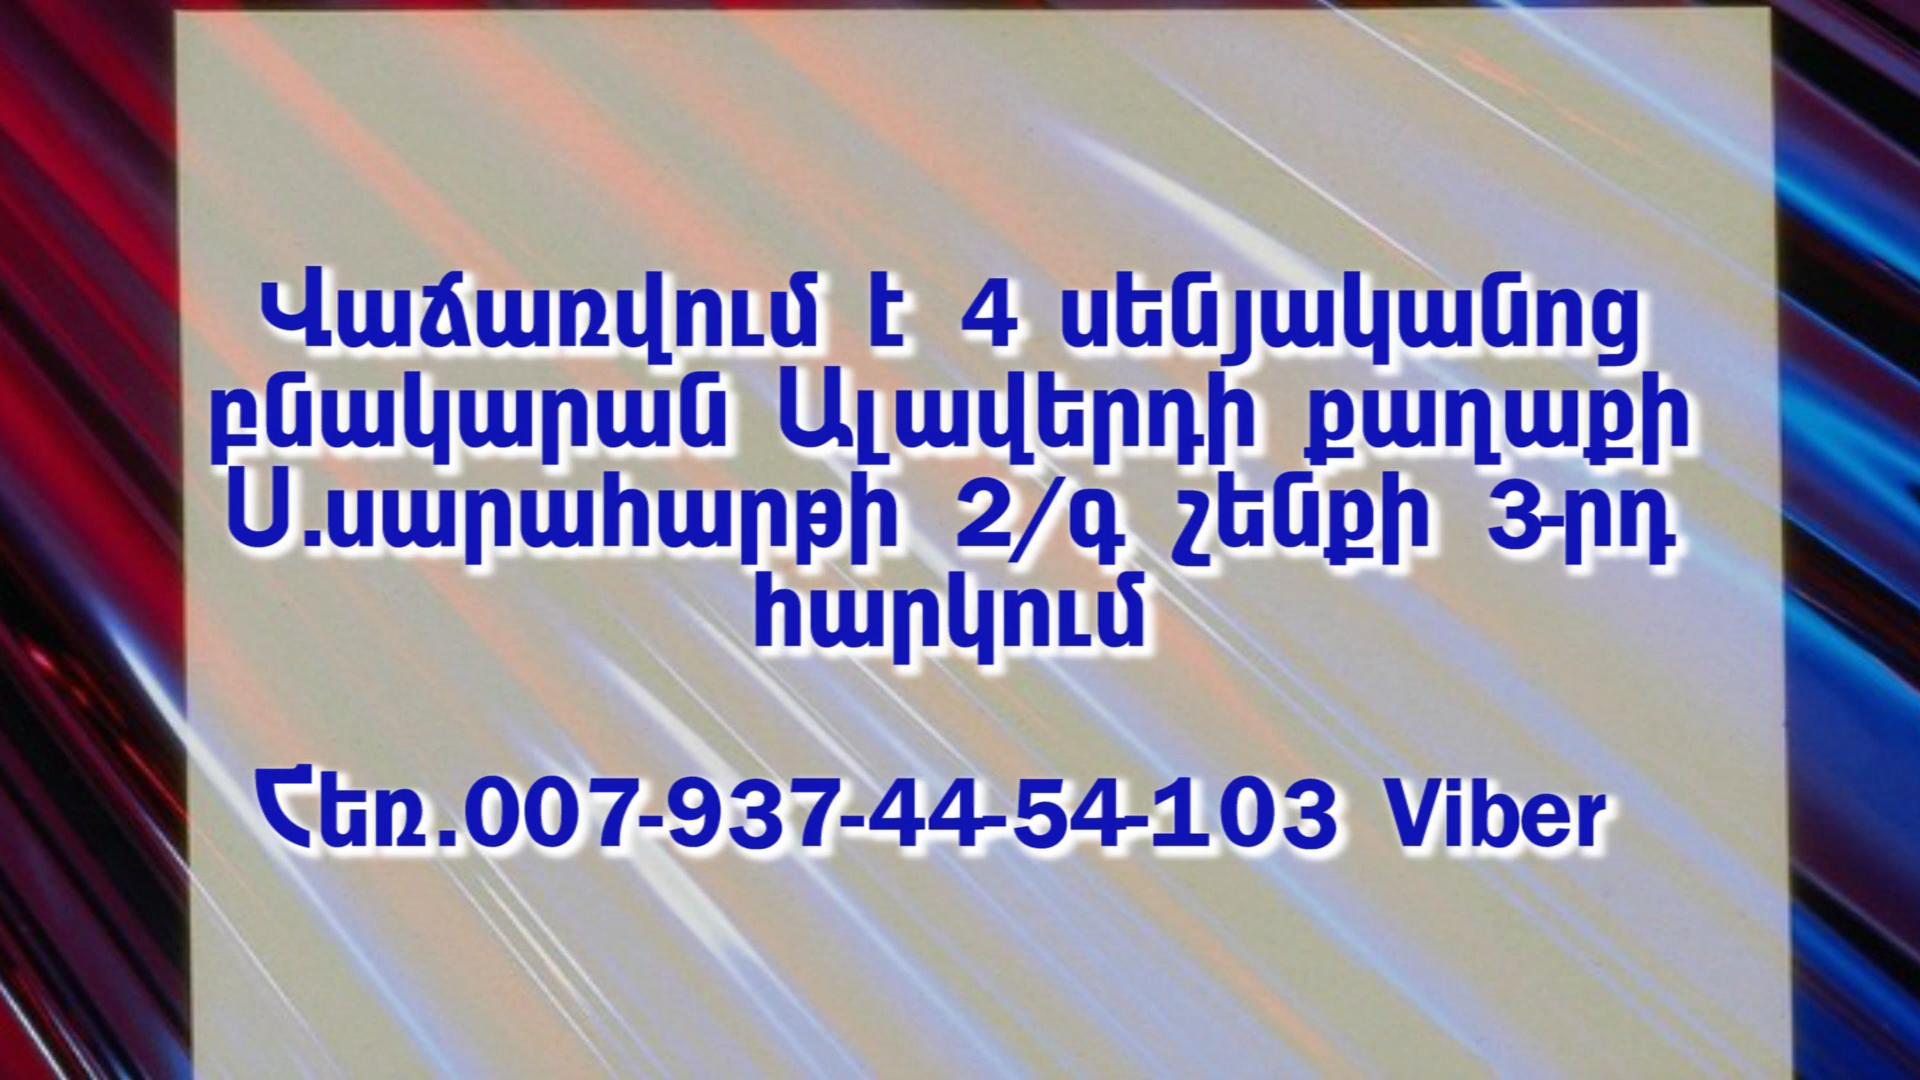 Վաճառվում է 4 սենյականոց
բնակարան Ալավերդի քաղաքի
Ս.սարահարթի 2/գ շենքի 3-րդ
հարկում
Հեռ.007-937-44-54-103 Viber